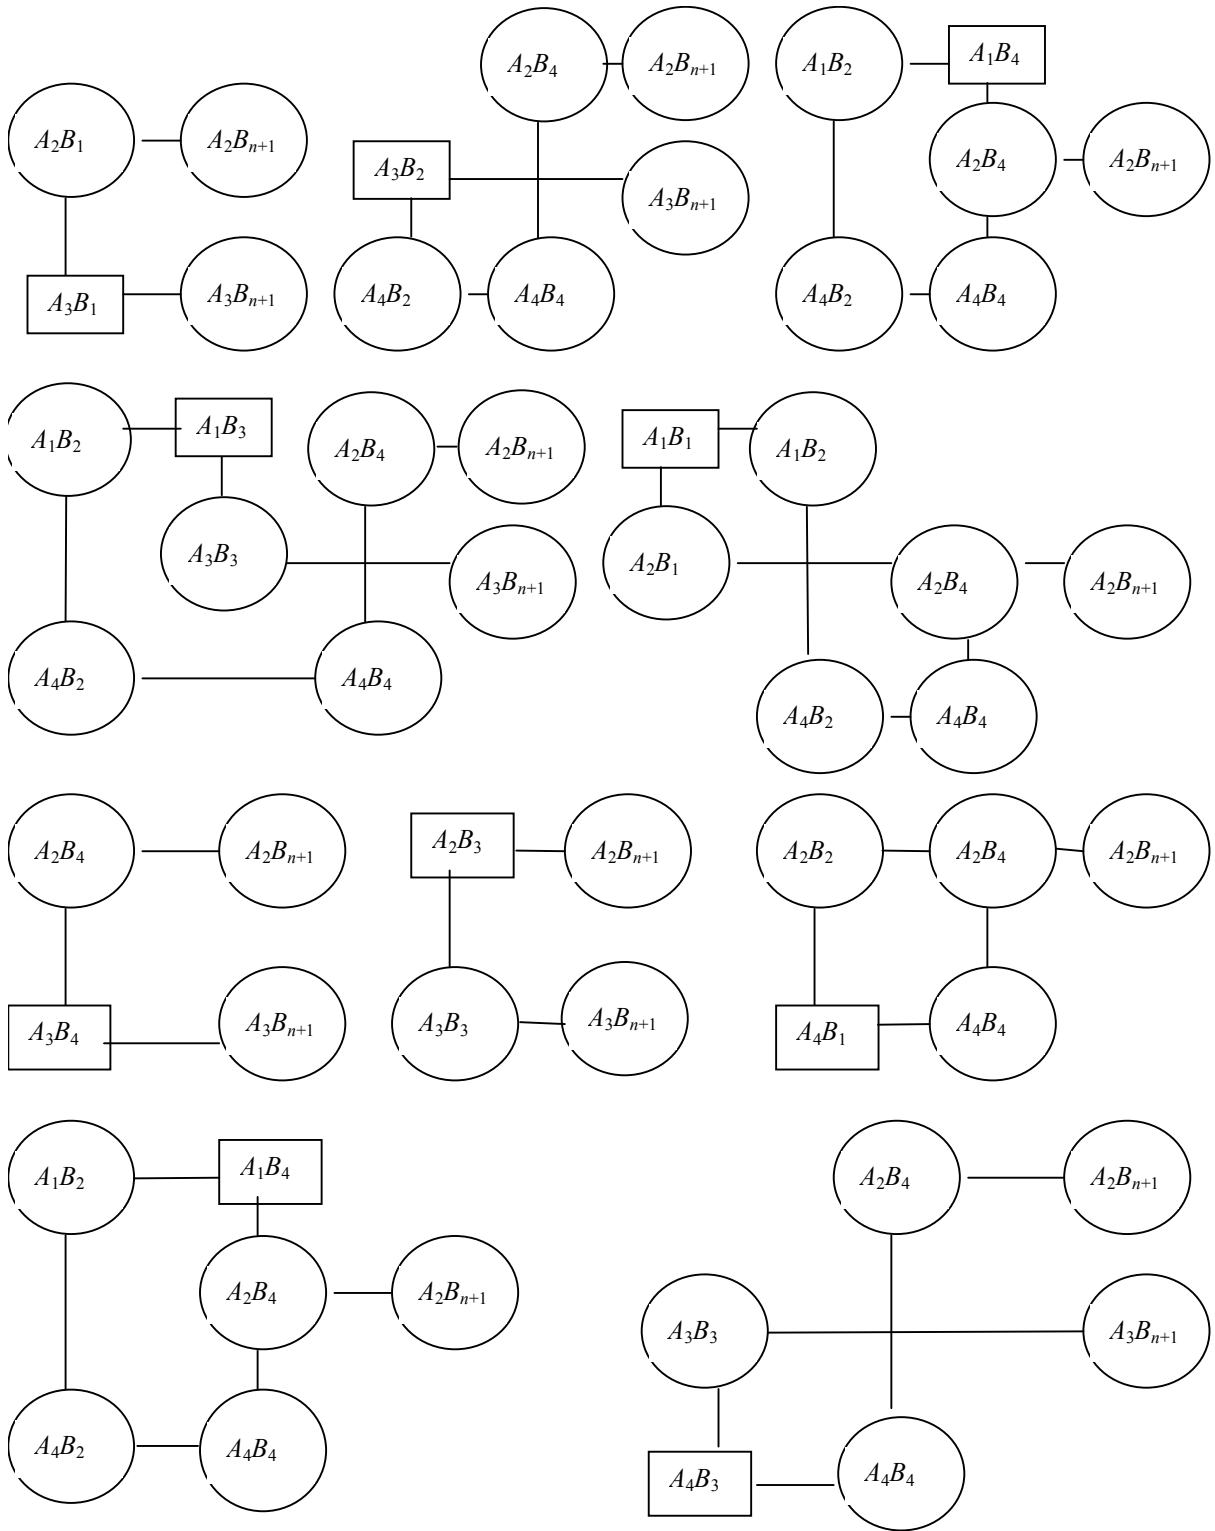 A₂B₁ A₂Bₙ₊₁
A₃B₁ A₃Bₙ₊₁
A₂B₄ A₂Bₙ₊₁
A₃B₂ A₃Bₙ₊₁
A₄B₂ A₄B₄
A₁B₂ A₁B₄
A₂B₄ A₂Bₙ₊₁
A₄B₂ A₄B₄
A₁B₂ A₁B₃ A₂B₄ A₂Bₙ₊₁
A₃B₃ A₃Bₙ₊₁
A₄B₂ A₄B₄
A₁B₁ A₁B₂
A₂B₁ A₂B₄ A₂Bₙ₊₁
A₄B₂ A₄B₄
A₂B₄ A₂Bₙ₊₁
A₃B₄ A₃Bₙ₊₁
A₂B₃ A₂Bₙ₊₁
A₃B₃ A₃Bₙ₊₁
A₂B₂ A₂B₄ A₂Bₙ₊₁
A₄B₁ A₄B₄
A₁B₂ A₁B₄
A₂B₄ A₂Bₙ₊₁
A₄B₂ A₄B₄
A₂B₄ A₂Bₙ₊₁
A₃B₃ A₃Bₙ₊₁
A₄B₃ A₄B₄